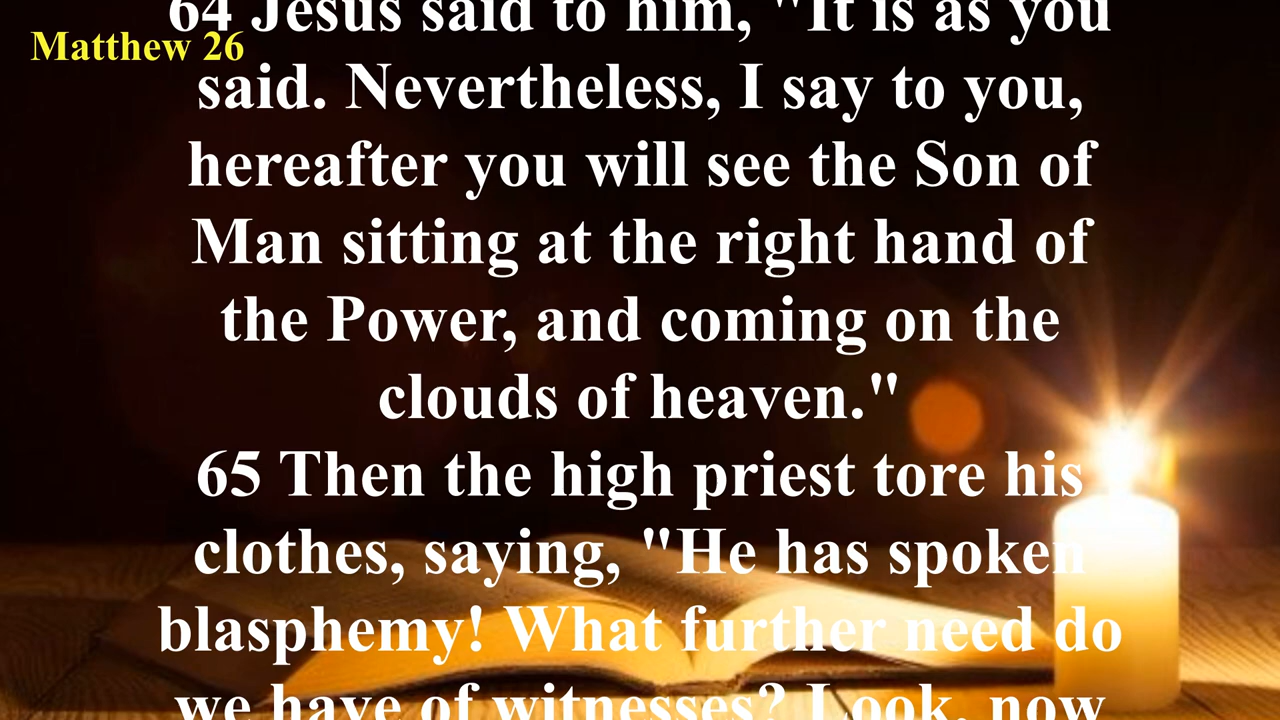 64 Jesus said to him, "It is as you
Matthew 26
said. Nevertheless, I say to you,
hereafter you will see the Son of
Man sitting at the right hand of
the Power, and coming on the
clouds of heaven."
65 Then the high priest tore his
clothes, saying, "He has spoken
blasphemy! What further need do
we have of witnesses? Look, now